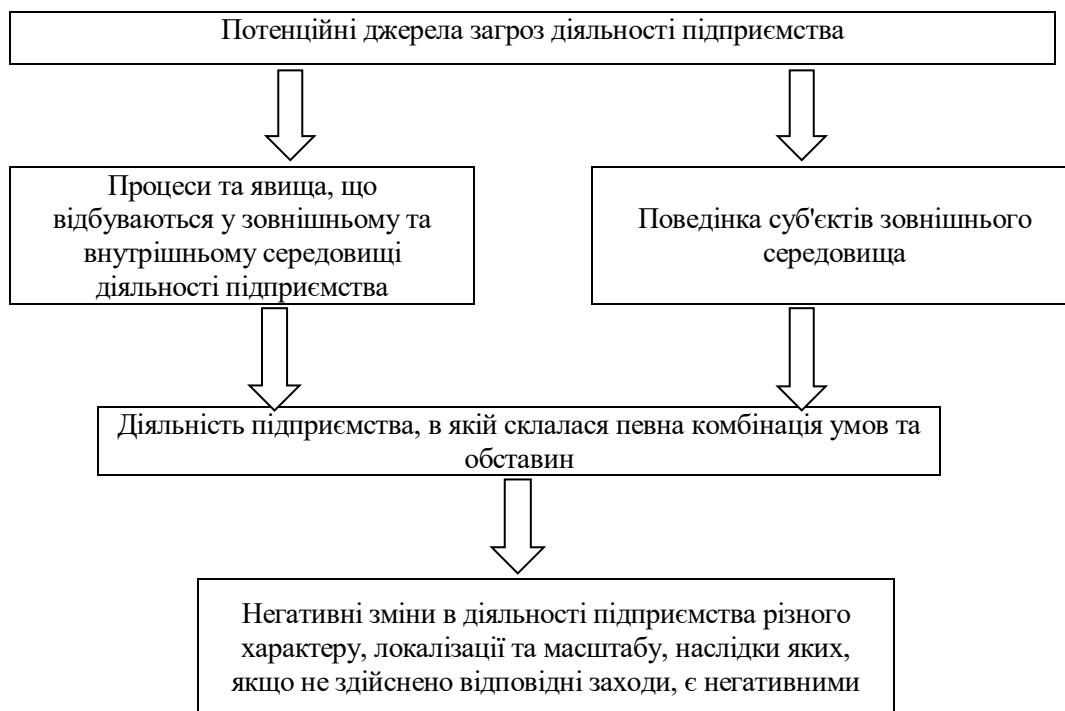 Потенційні джерела загроз діяльності підприємства
Процеси та явища, що
відбуваються у зовнішньому та
внутрішньому середовищі
діяльності підприємства
Поведінка суб'єктів зовнішнього
середовища
Діяльність підприємства, в якій склалася певна комбінація умов та
обставин
Негативні зміни в діяльності підприємства різного
характеру, локалізації та масштабу, наслідки яких,
якщо не здійснено відповідні заходи, є негативними